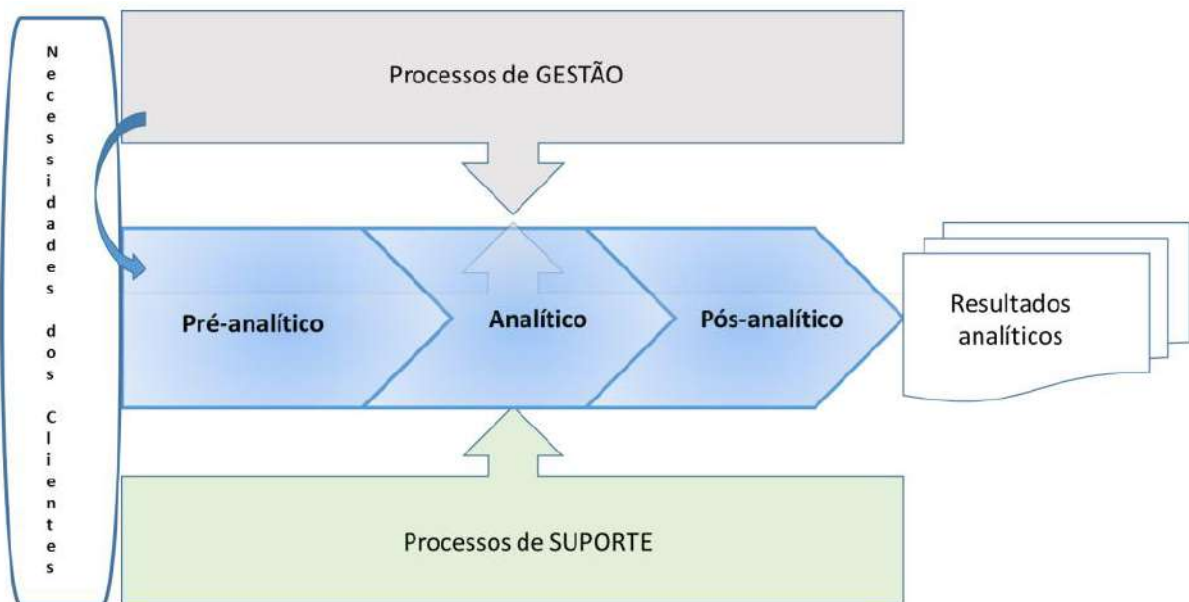 Necessidades dos Clientes
Processos de GESTÃO
Pré-analítico
Analítico
Pós-analítico
Resultados
analíticos
Processos de SUPORTE